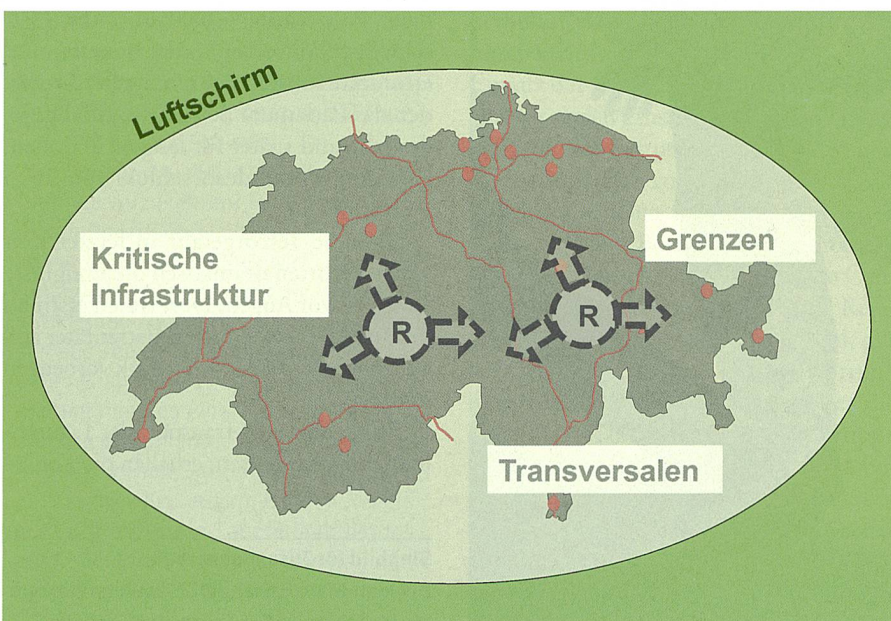 Luftschirm
Kritische
Infrastruktur
Grenzen
R
R
Transversalen